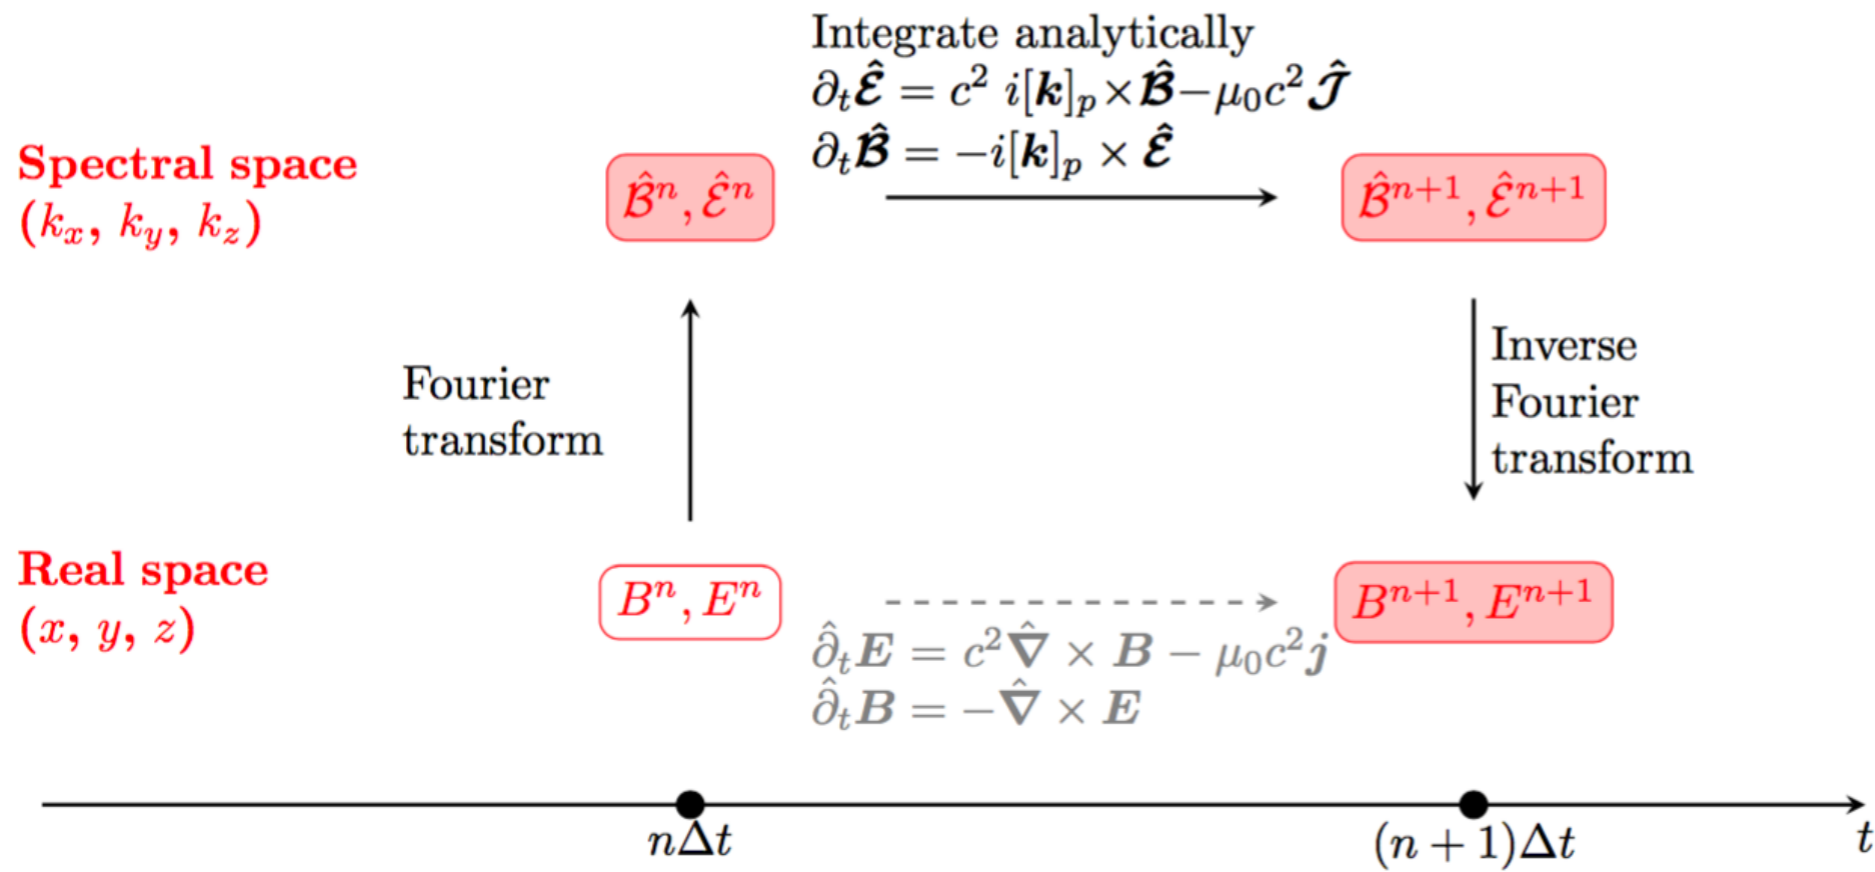 Integrate analytically
∂ₜ𝓔̂ = c² i[𝒌]ₚ×𝓑̂−μ₀c²𝓙̂
∂ₜ𝓑̂ = −i[𝒌]ₚ × 𝓔̂
Spectral space
(kₓ, k_y, k_z)
𝓑̂ⁿ, 𝓔̂ⁿ
𝓑̂ⁿ⁺¹, 𝓔̂ⁿ⁺¹
Fourier
transform
Inverse
Fourier
transform
Real space
(x, y, z)
Bⁿ, Eⁿ
Bⁿ⁺¹, Eⁿ⁺¹
∂̂ₜ𝑬 = c²∇̂ × 𝑩 − μ₀c²𝒋
∂̂ₜ𝑩 = −∇̂ × 𝑬
nΔt
(n + 1)Δt
t